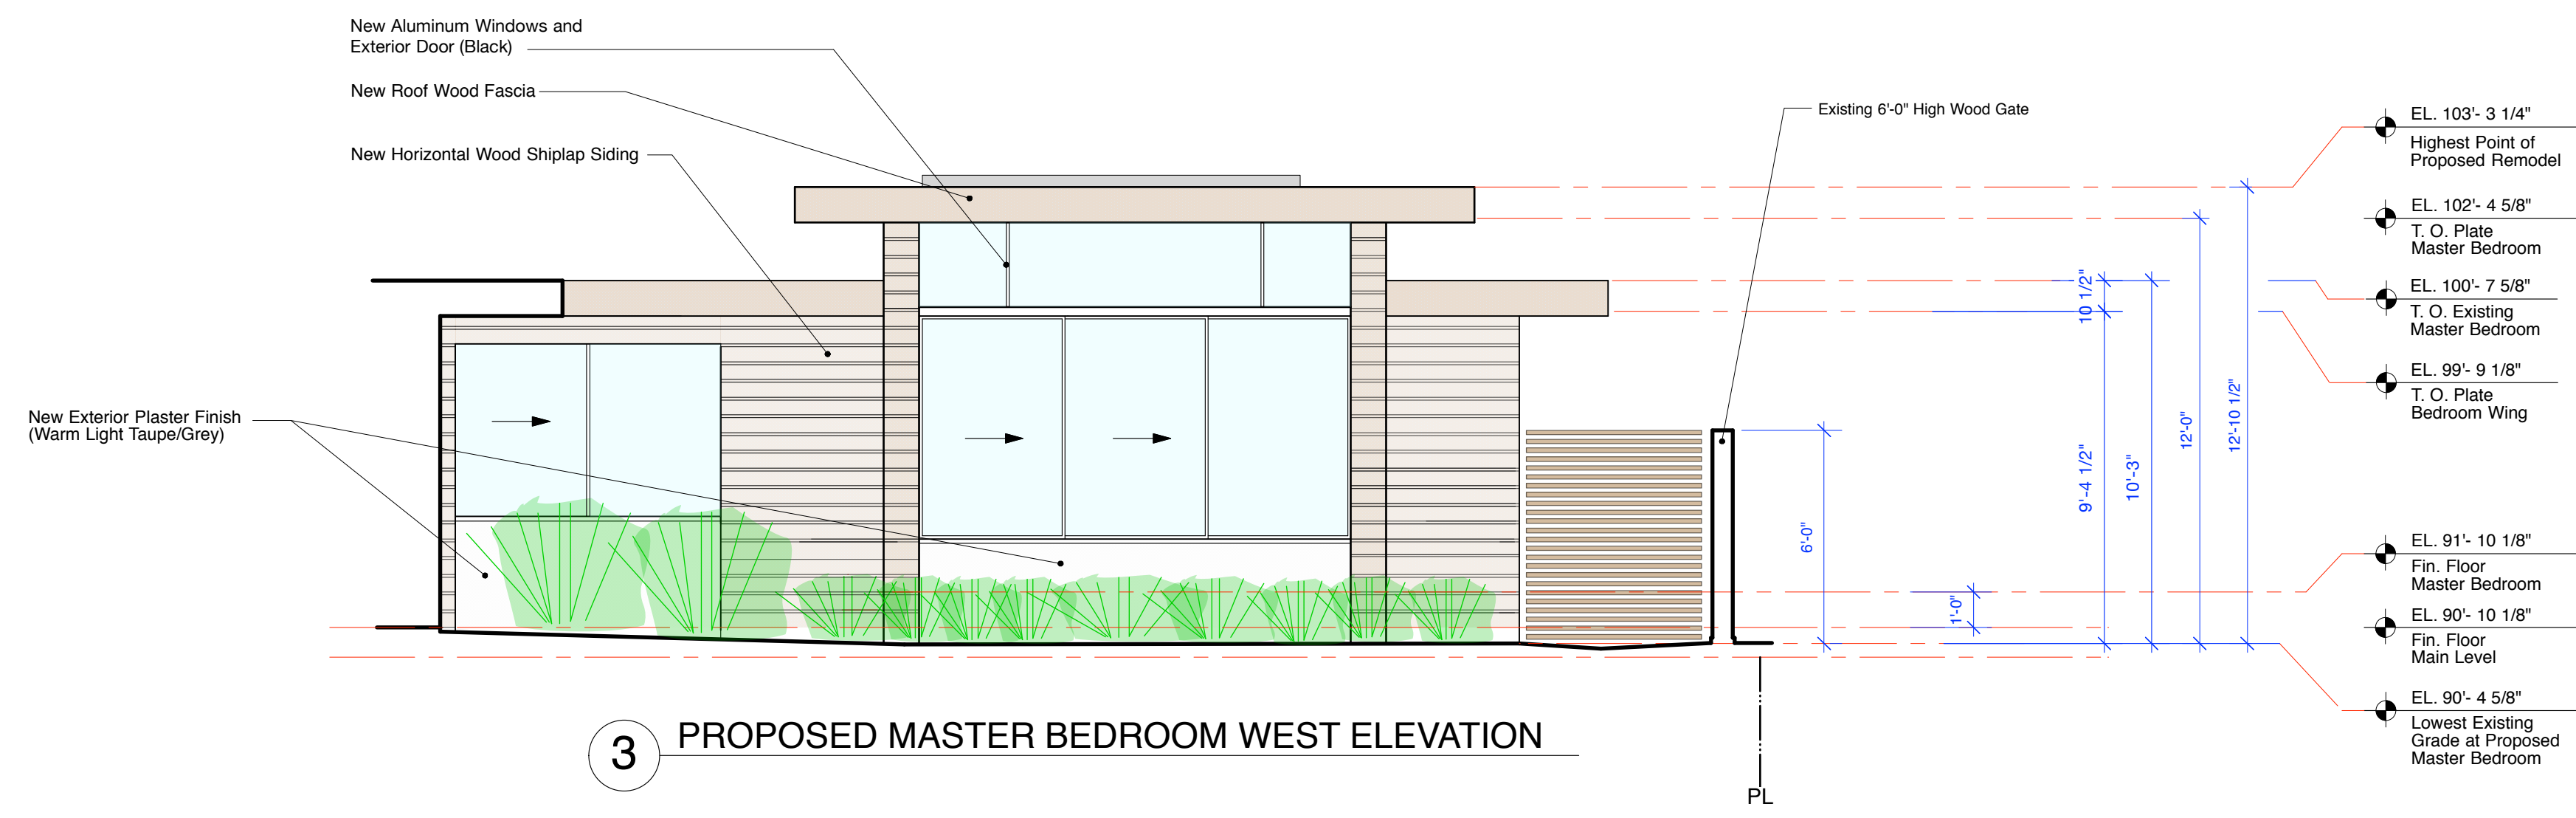 New Aluminum Windows and
Exterior Door (Black)
New Roof Wood Fascia
New Horizontal Wood Shiplap Siding
New Exterior Plaster Finish
(Warm Light Taupe/Grey)
Existing 6'-0" High Wood Gate
6'-0"
1'-0"
10 1/2"
9'-4 1/2"
10'-3"
12'-0"
12'-10 1/2"
EL. 103'- 3 1/4"
Highest Point of
Proposed Remodel
EL. 102'- 4 5/8"
T. O. Plate
Master Bedroom
EL. 100'- 7 5/8"
T. O. Existing
Master Bedroom
EL. 99'- 9 1/8"
T. O. Plate
Bedroom Wing
EL. 91'- 10 1/8"
Fin. Floor
Master Bedroom
EL. 90'- 10 1/8"
Fin. Floor
Main Level
EL. 90'- 4 5/8"
Lowest Existing
Grade at Proposed
Master Bedroom
3 PROPOSED MASTER BEDROOM WEST ELEVATION
PL